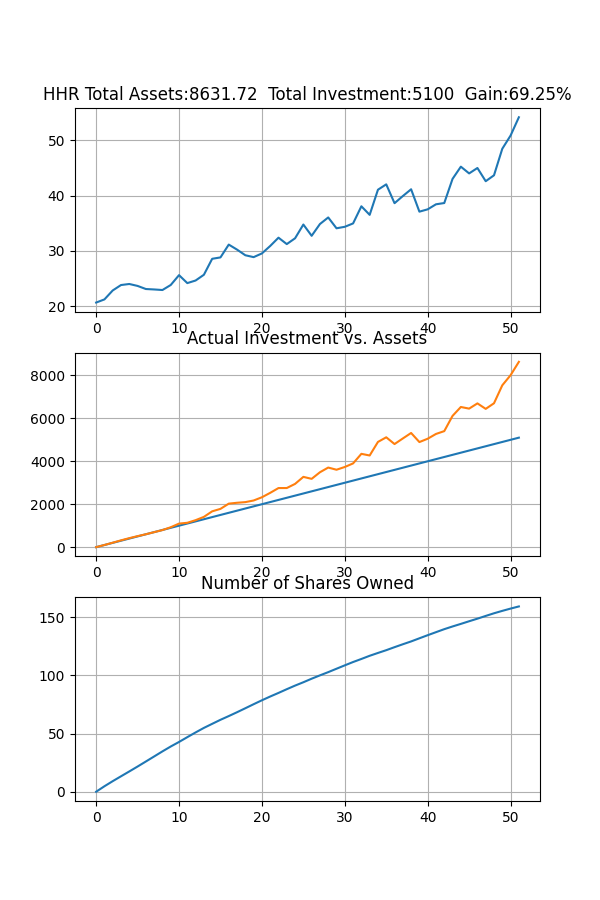 HHR Total Assets:8631.72  Total Investment:5100  Gain:69.25%
50
40
30
20
0 10 20 30 40 50
Actual Investment vs. Assets
8000
6000
4000
2000
0
0 10 20 30 40 50
Number of Shares Owned
150
100
50
0
0 10 20 30 40 50